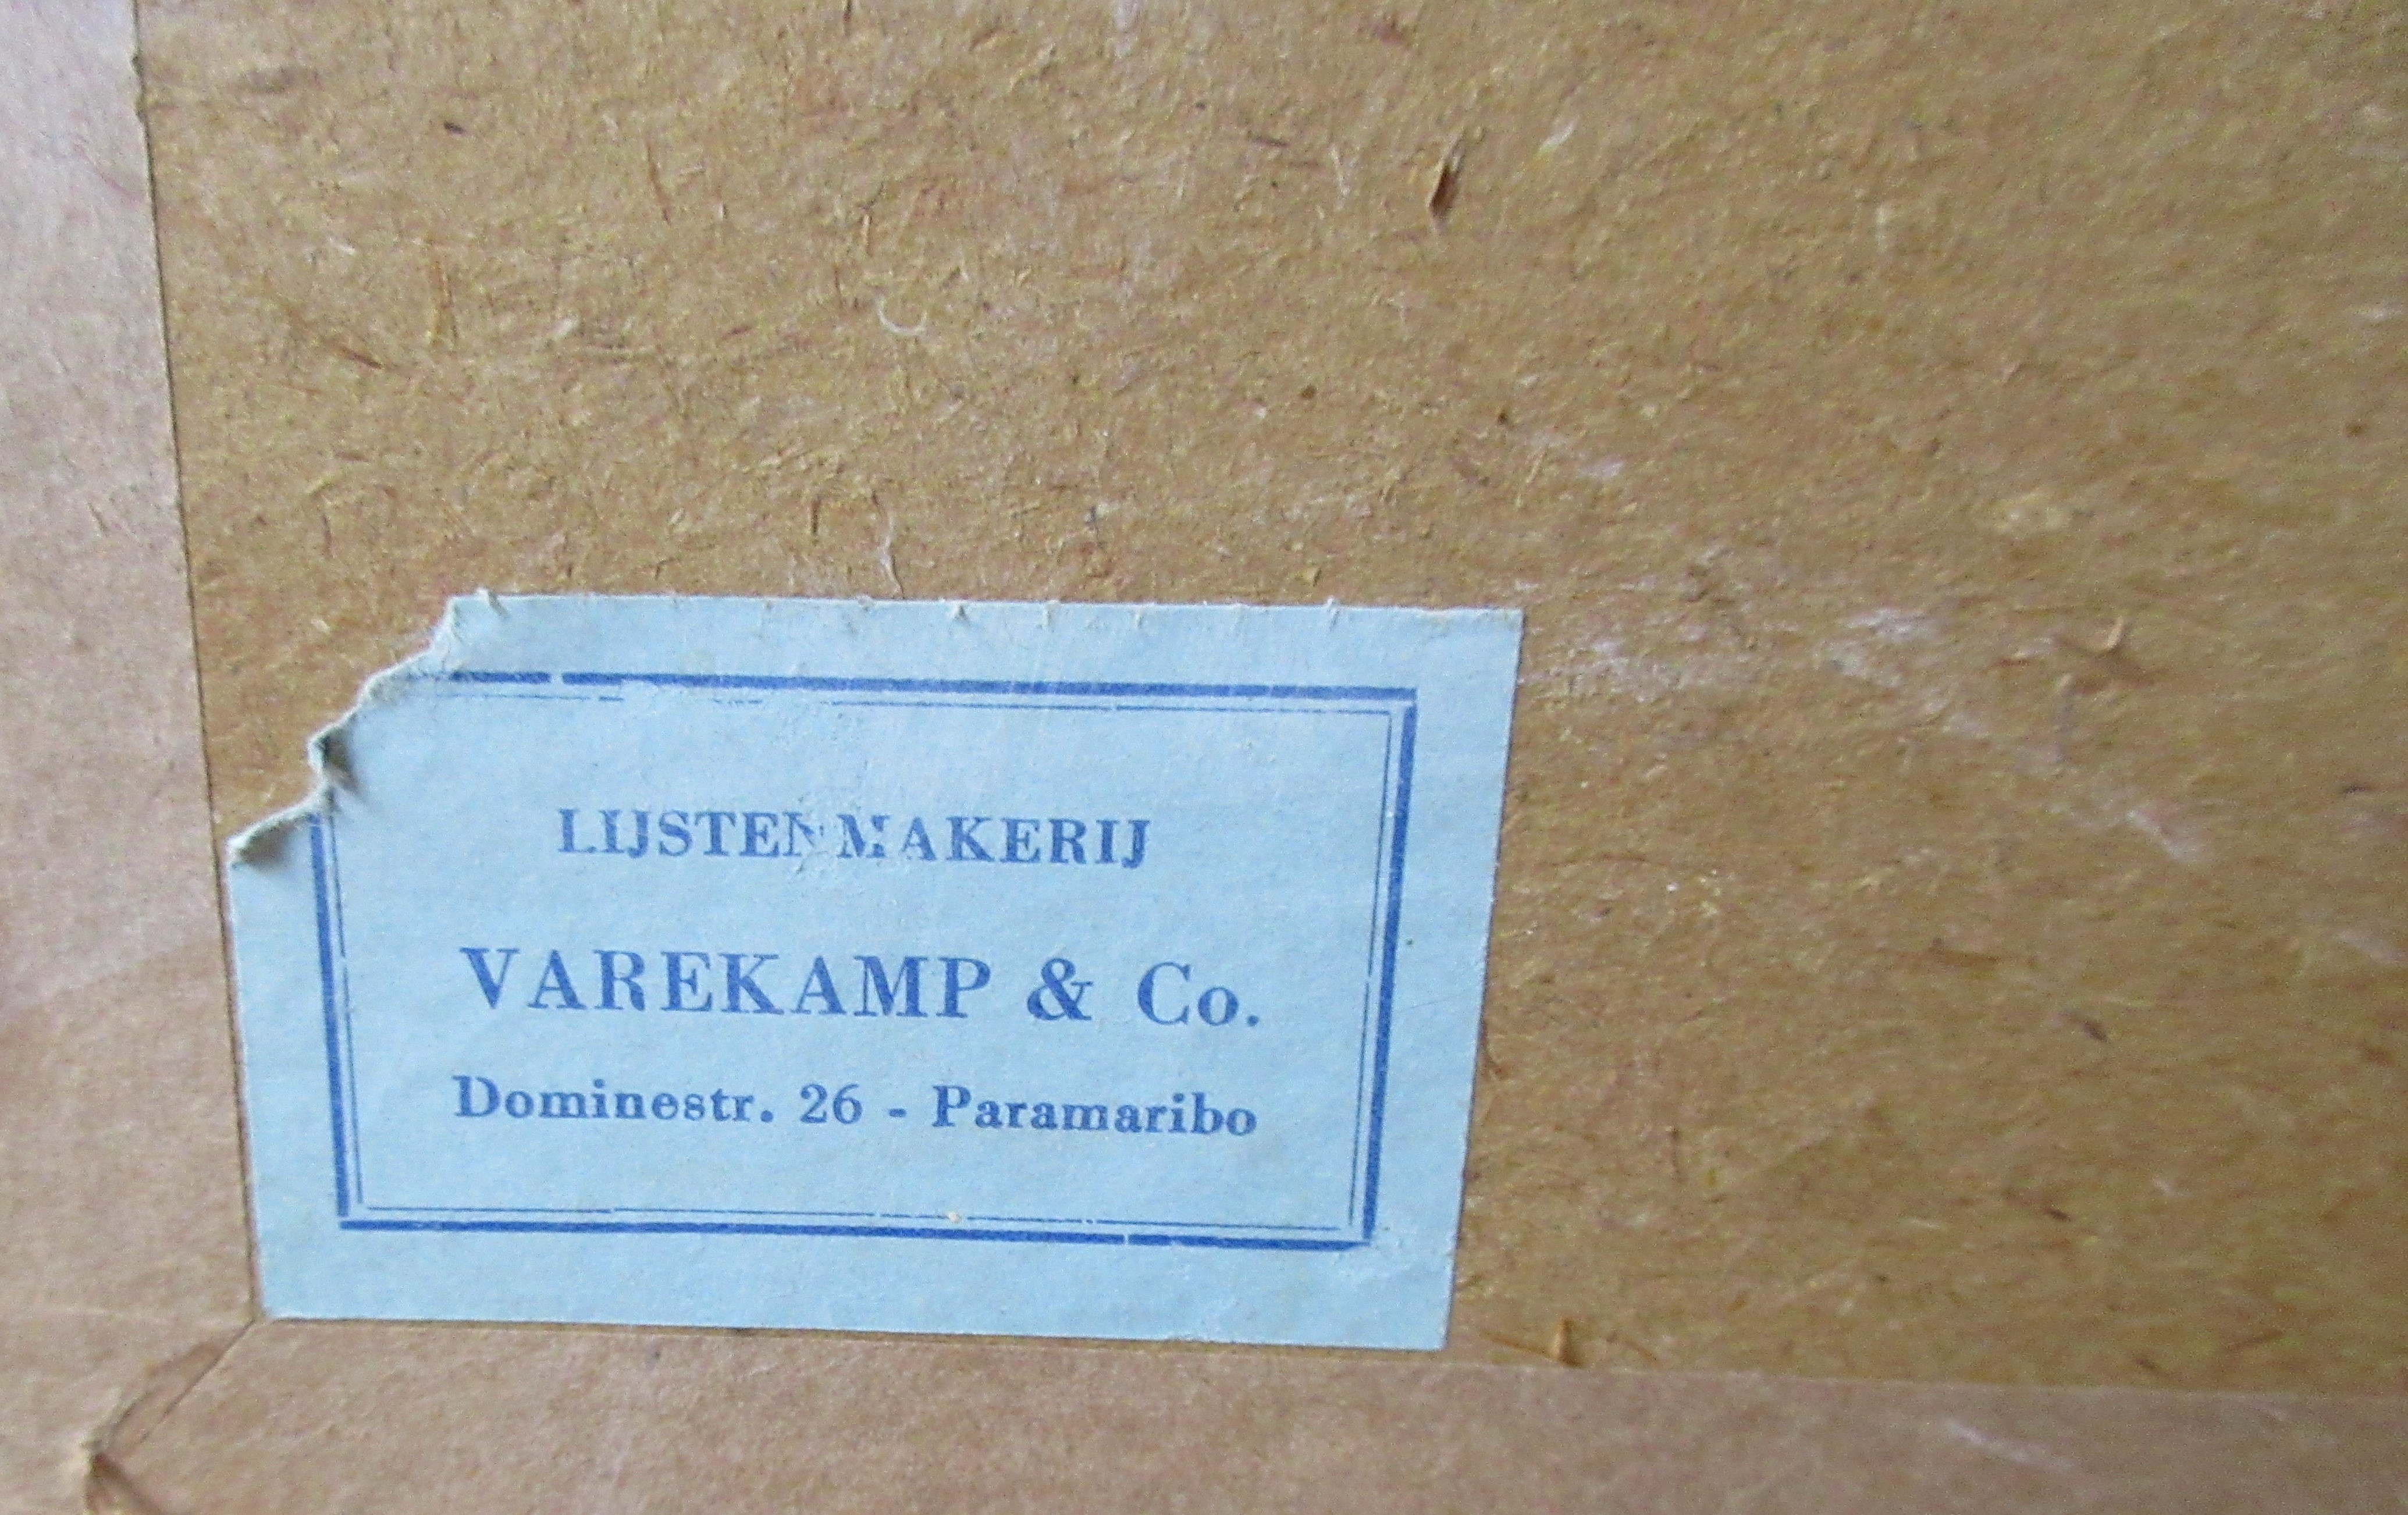 LIJSTENMAKERIJ
VAREKAMP & Co.
Dominestr. 26 - Paramaribo